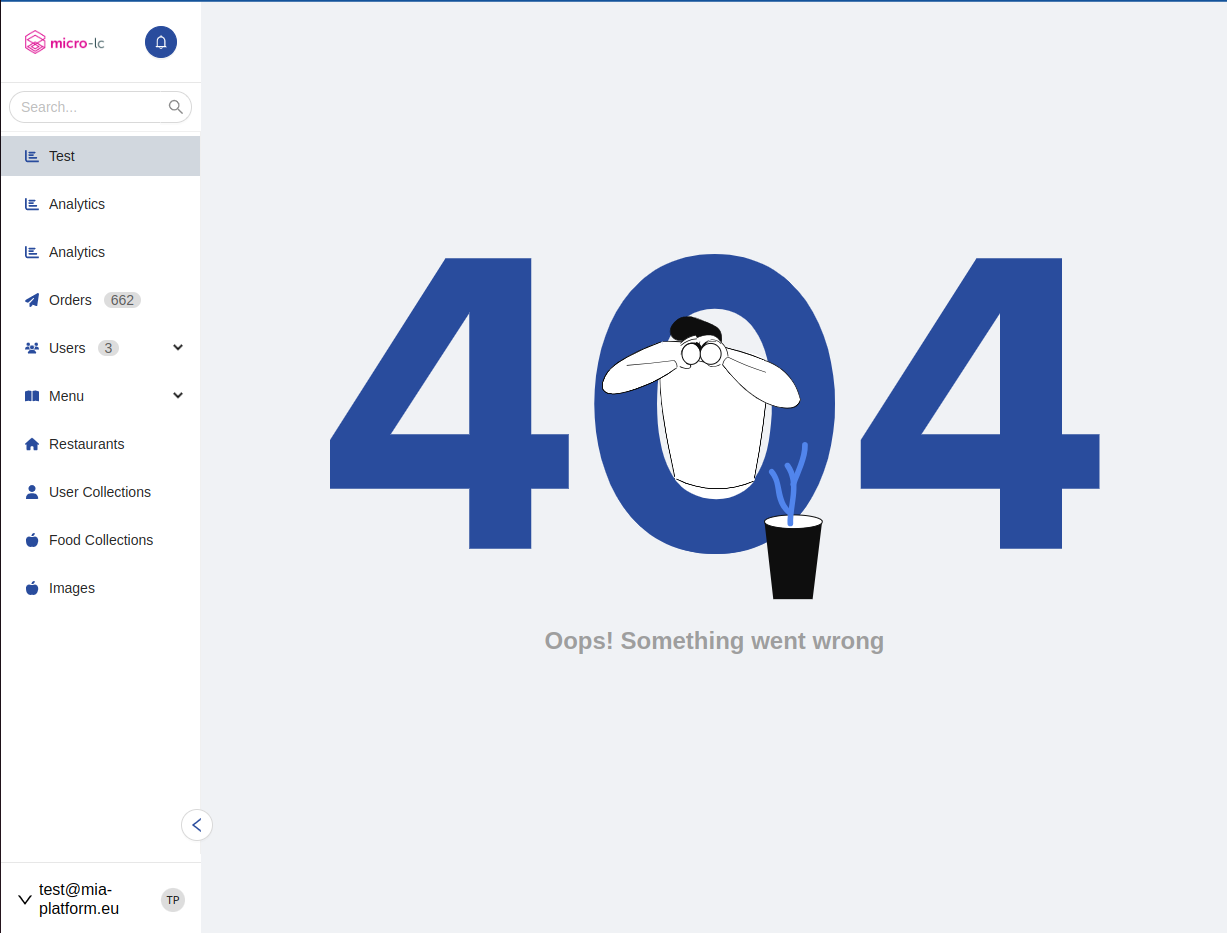 micro-lc
Search...
Test
Analytics
Analytics
Orders 662
Users 3
Menu
Restaurants
User Collections
Food Collections
Images
404
Oops! Something went wrong
test@mia-
platform.eu
TP